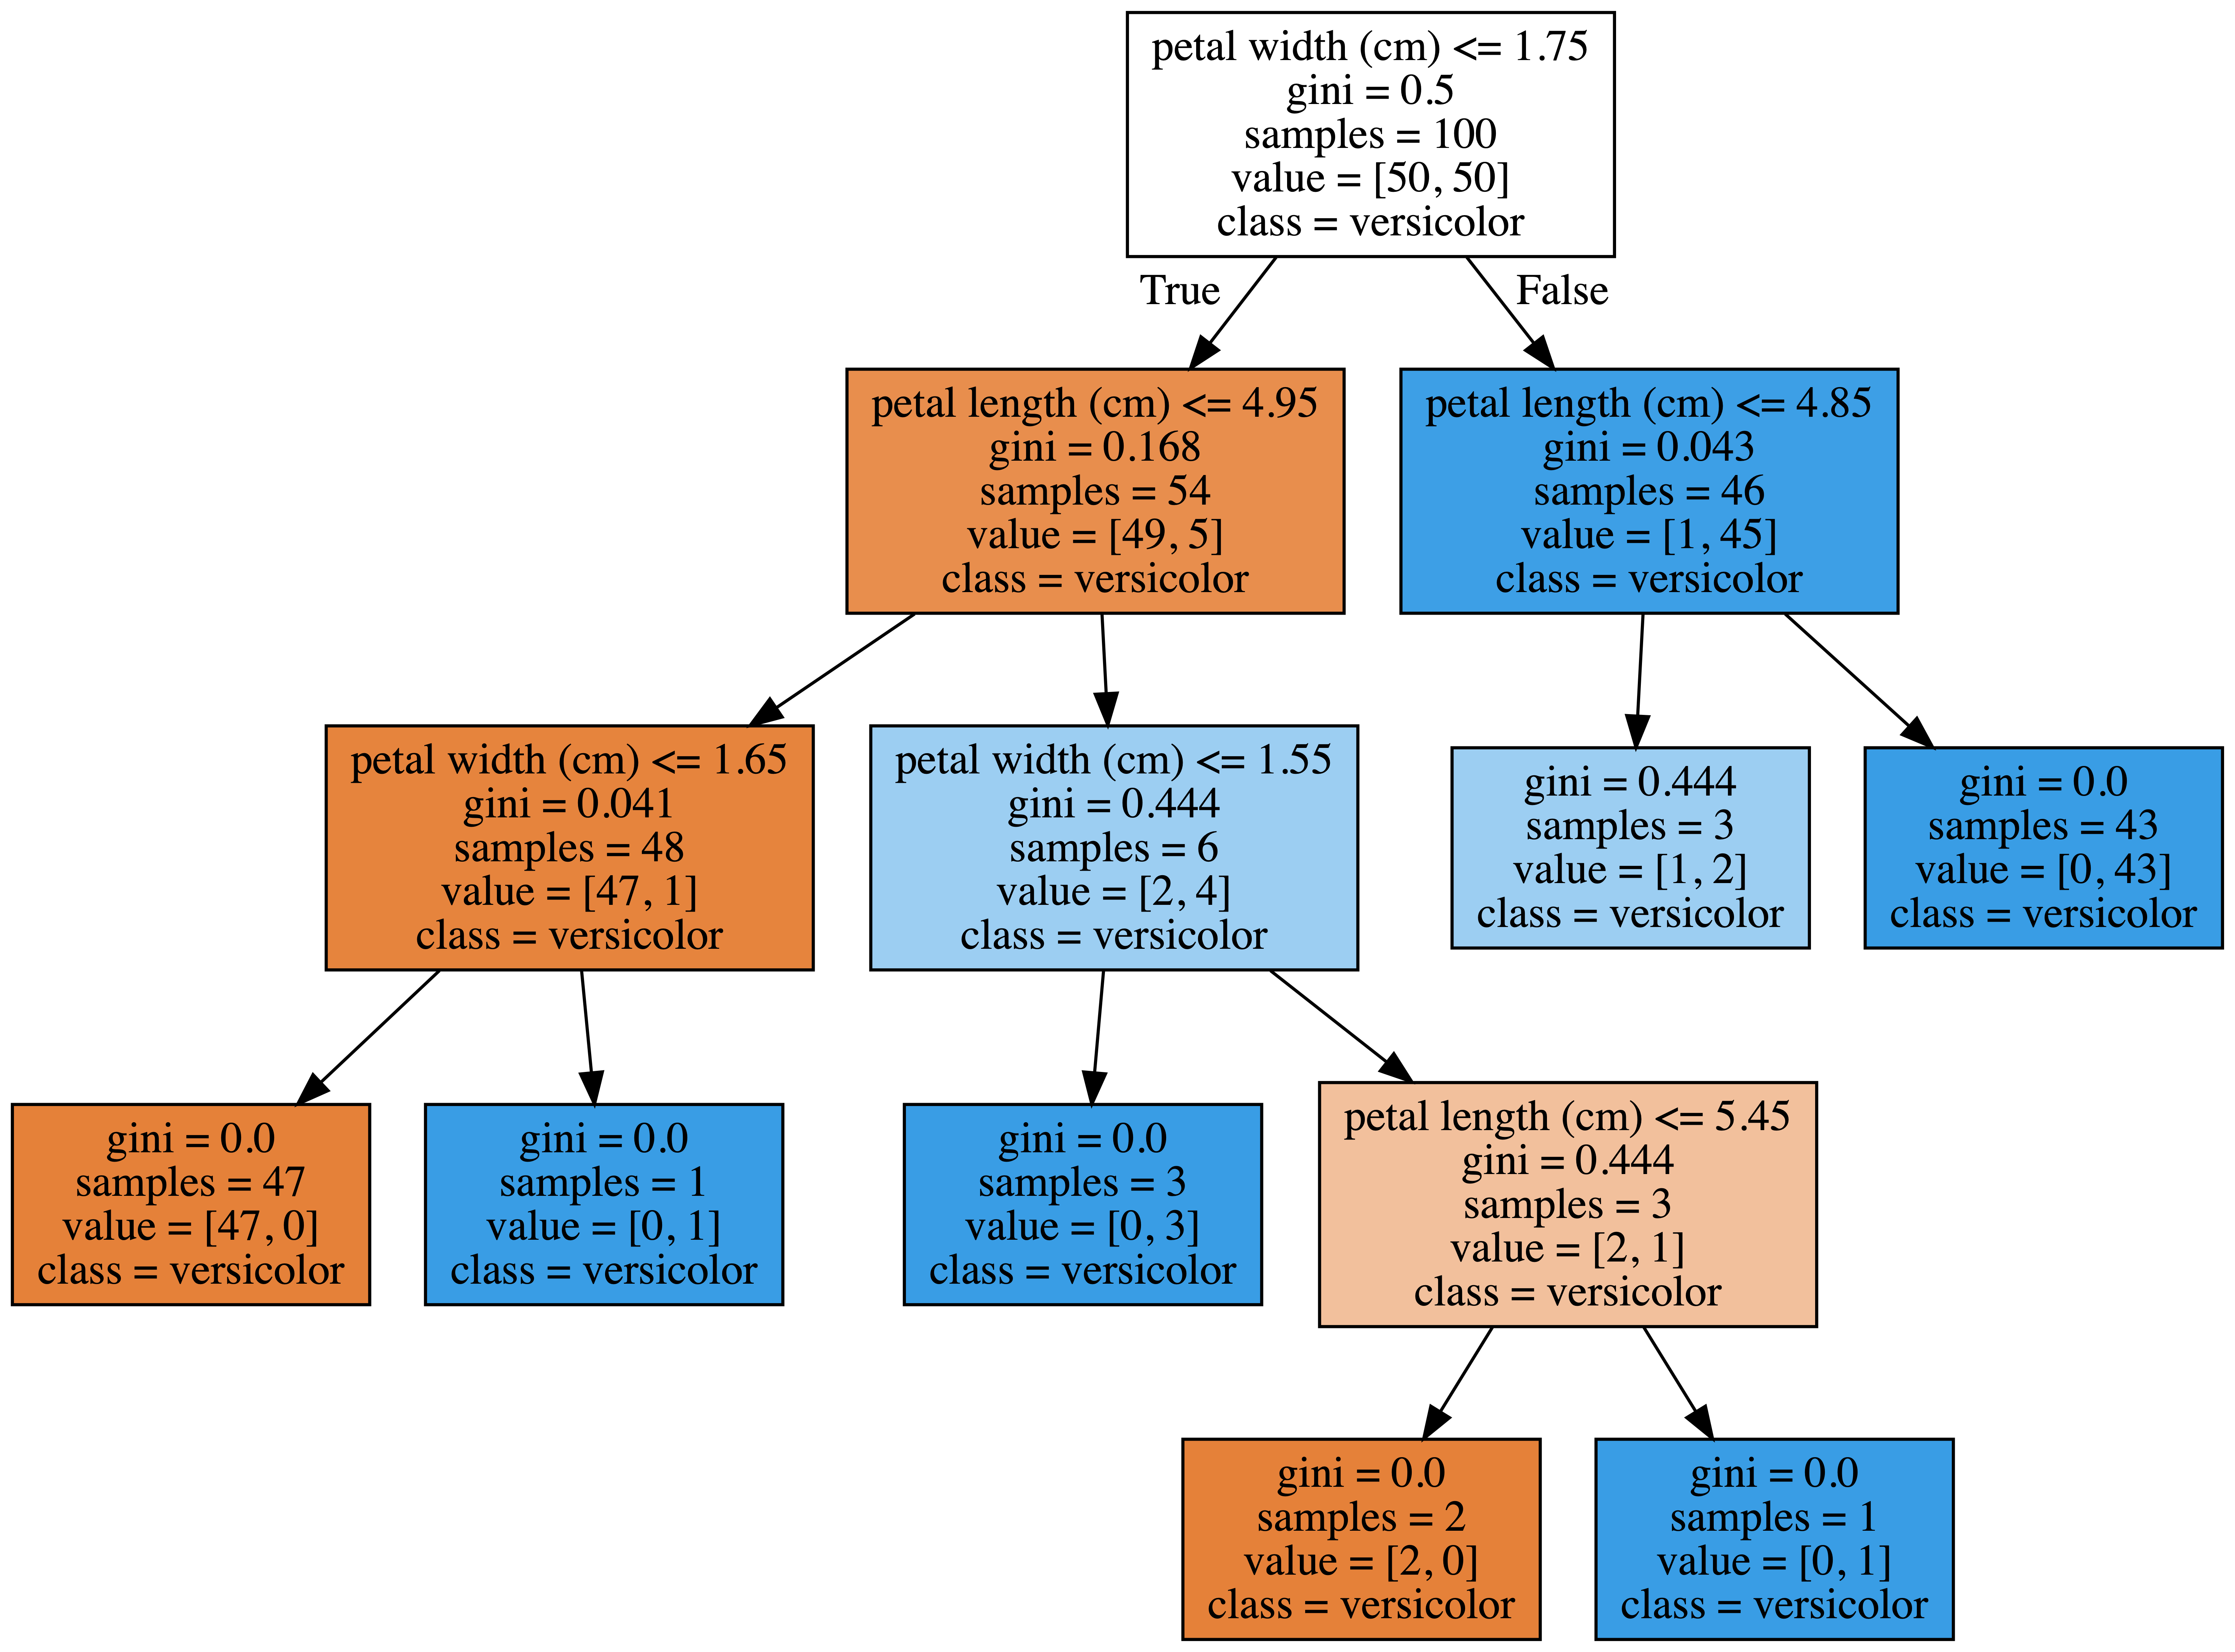 petal width (cm) <= 1.75
gini = 0.5
samples = 100
value = [50, 50]
class = versicolor
True
False
petal length (cm) <= 4.95
gini = 0.168
samples = 54
value = [49, 5]
class = versicolor
petal length (cm) <= 4.85
gini = 0.043
samples = 46
value = [1, 45]
class = versicolor
petal width (cm) <= 1.65
gini = 0.041
samples = 48
value = [47, 1]
class = versicolor
petal width (cm) <= 1.55
gini = 0.444
samples = 6
value = [2, 4]
class = versicolor
gini = 0.444
samples = 3
value = [1, 2]
class = versicolor
gini = 0.0
samples = 43
value = [0, 43]
class = versicolor
gini = 0.0
samples = 47
value = [47, 0]
class = versicolor
gini = 0.0
samples = 1
value = [0, 1]
class = versicolor
gini = 0.0
samples = 3
value = [0, 3]
class = versicolor
petal length (cm) <= 5.45
gini = 0.444
samples = 3
value = [2, 1]
class = versicolor
gini = 0.0
samples = 2
value = [2, 0]
class = versicolor
gini = 0.0
samples = 1
value = [0, 1]
class = versicolor